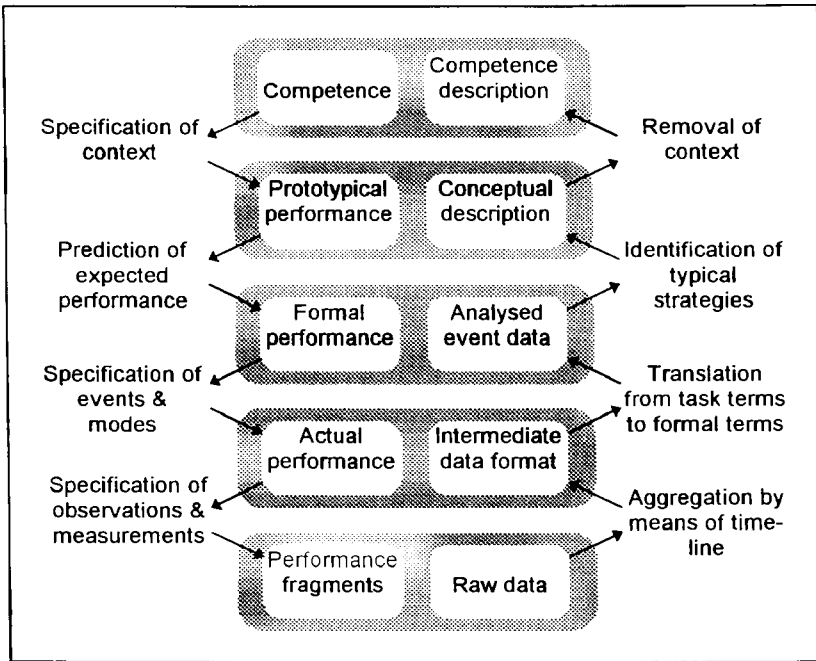 Competence
Competence
description
Specification of
context
Removal of
context
Prototypical
performance
Conceptual
description
Prediction of
expected
performance
Identification of
typical
strategies
Formal
performance
Analysed
event data
Specification of
events &
modes
Translation
from task terms
to formal terms
Actual
performance
Intermediate
data format
Specification of
observations &
measurements
Aggregation by
means of time-
line
Performance
fragments
Raw data